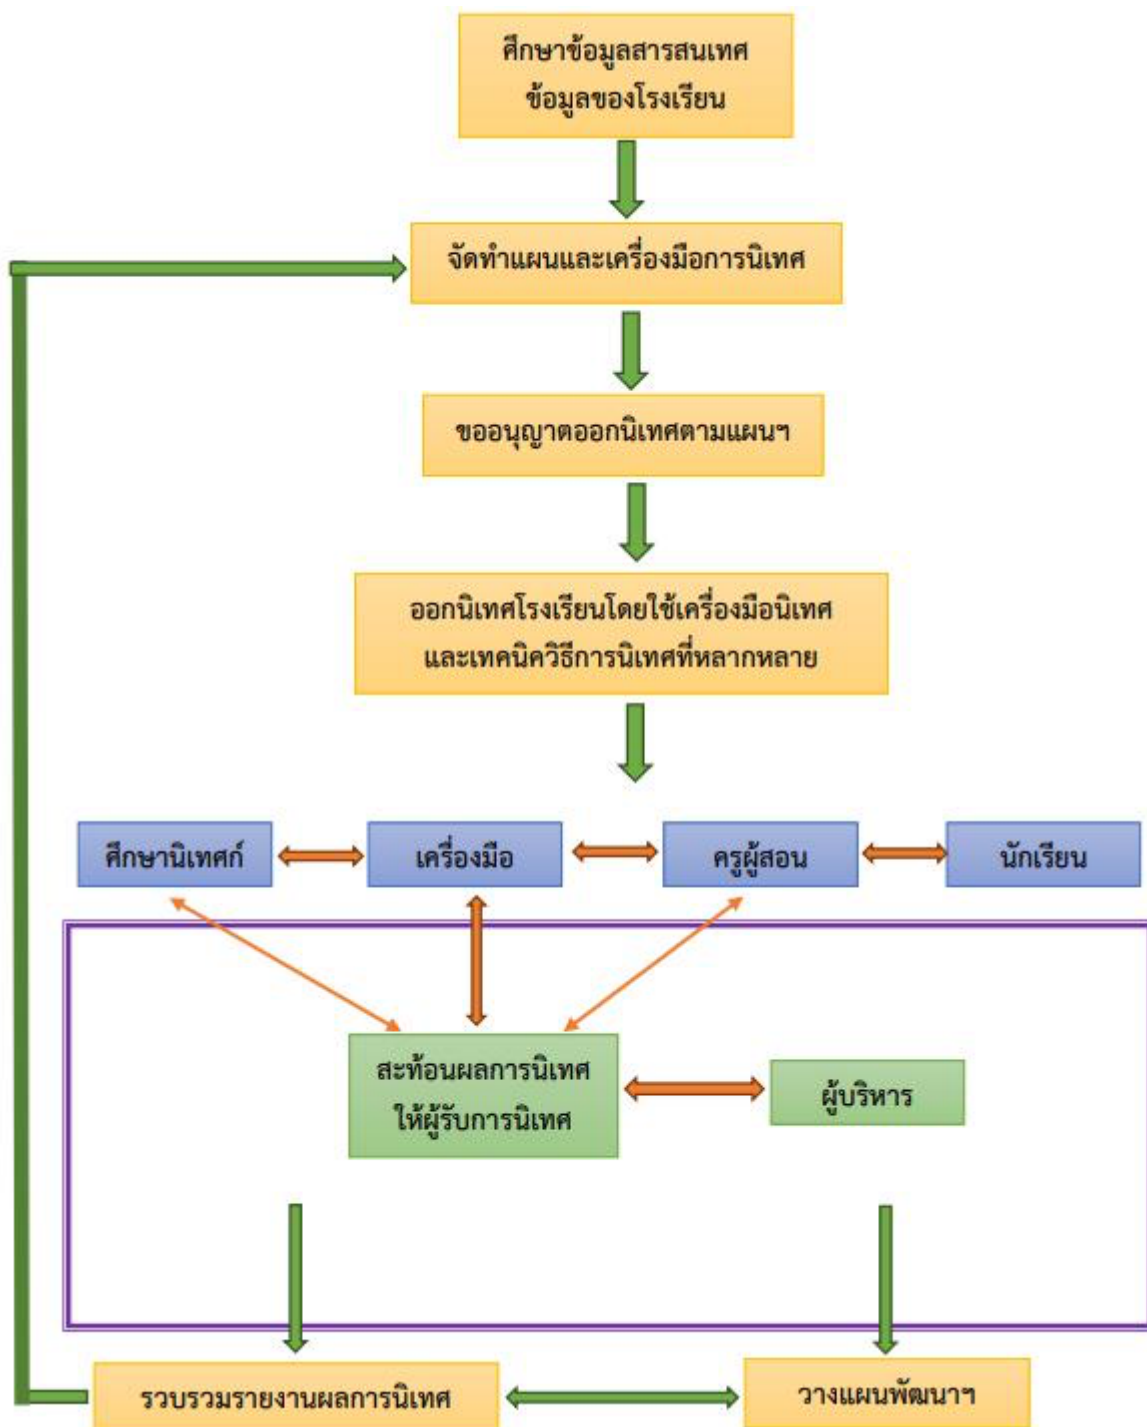 ศึกษาข้อมูลสารสนเทศ
ข้อมูลของโรงเรียน
จัดทำแผนและเครื่องมือการนิเทศ
ขออนุญาตออกนิเทศตามแผนฯ
ออกนิเทศโรงเรียนโดยใช้เครื่องมือนิเทศ
และเทคนิควิธีการนิเทศที่หลากหลาย
ศึกษานิเทศก์
เครื่องมือ
ครูผู้สอน
นักเรียน
สะท้อนผลการนิเทศ
ให้ผู้รับการนิเทศ
ผู้บริหาร
รวบรวมรายงานผลการนิเทศ
วางแผนพัฒนาฯ